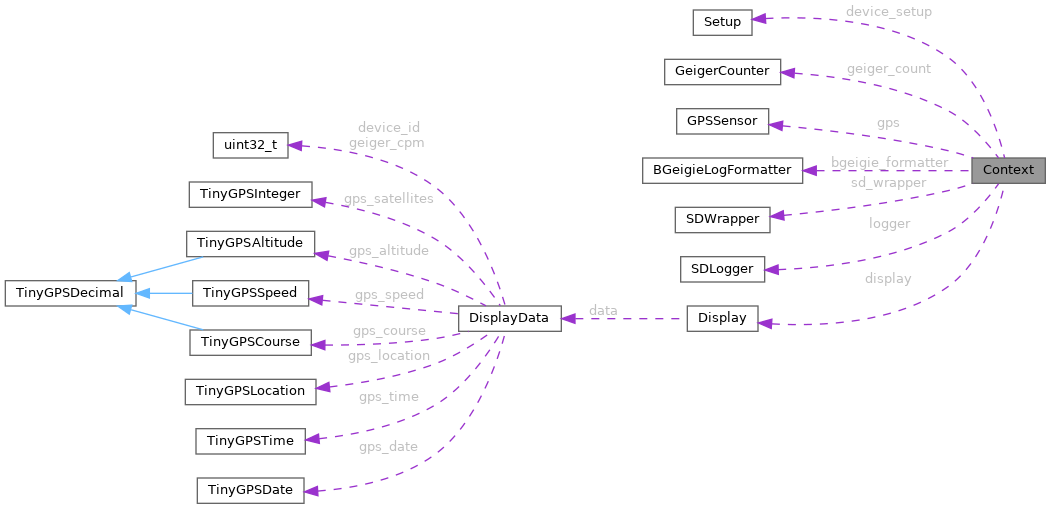 device_setup
Setup
geiger_count
GeigerCounter
gps
GPSSensor
device_id
geiger_cpm
uint32_t
bgeigie_formatter
BGeigieLogFormatter
Context
sd_wrapper
TinyGPSInteger
gps_satellites
SDWrapper
logger
TinyGPSAltitude
gps_altitude
SDLogger
display
TinyGPSDecimal
TinyGPSSpeed
gps_speed
data
DisplayData
Display
gps_course
TinyGPSCourse
gps_location
TinyGPSLocation
gps_time
TinyGPSTime
gps_date
TinyGPSDate